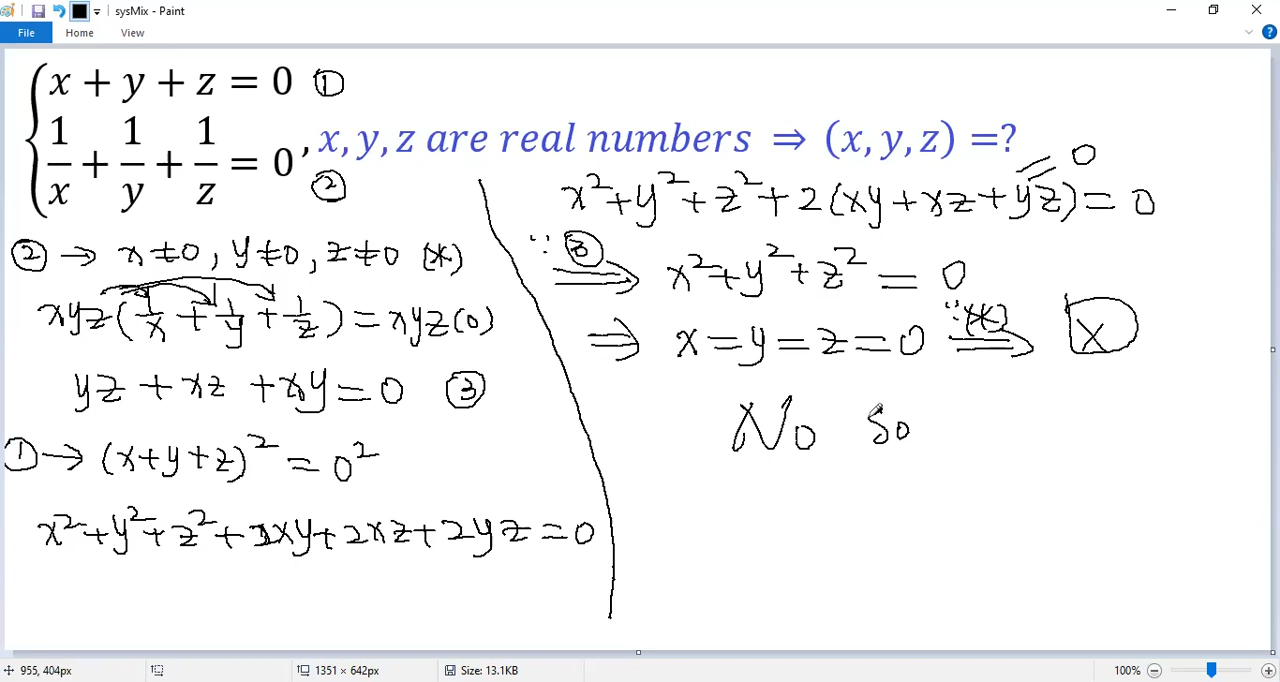 sysMix - Paint
File Home View
x + y + z = 0 ①
1/x + 1/y + 1/z = 0 ② , x, y, z are real numbers ⇒ (x, y, z) =?
② → x≠0, y≠0, z≠0 (*)
xyz(1/x + 1/y + 1/z) = xyz(0)
yz + xz + xy = 0 ③
① → (x+y+z)² = 0²
x² + y² + z² + 2xy + 2xz + 2yz = 0
0
x² + y² + z² + 2(xy + xz + yz) = 0
∵ ③ ⇒ x² + y² + z² = 0
⇒ x = y = z = 0 ∵(*) ⇒ X
No so
955, 404px 1351 × 642px Size: 13.1KB 100%